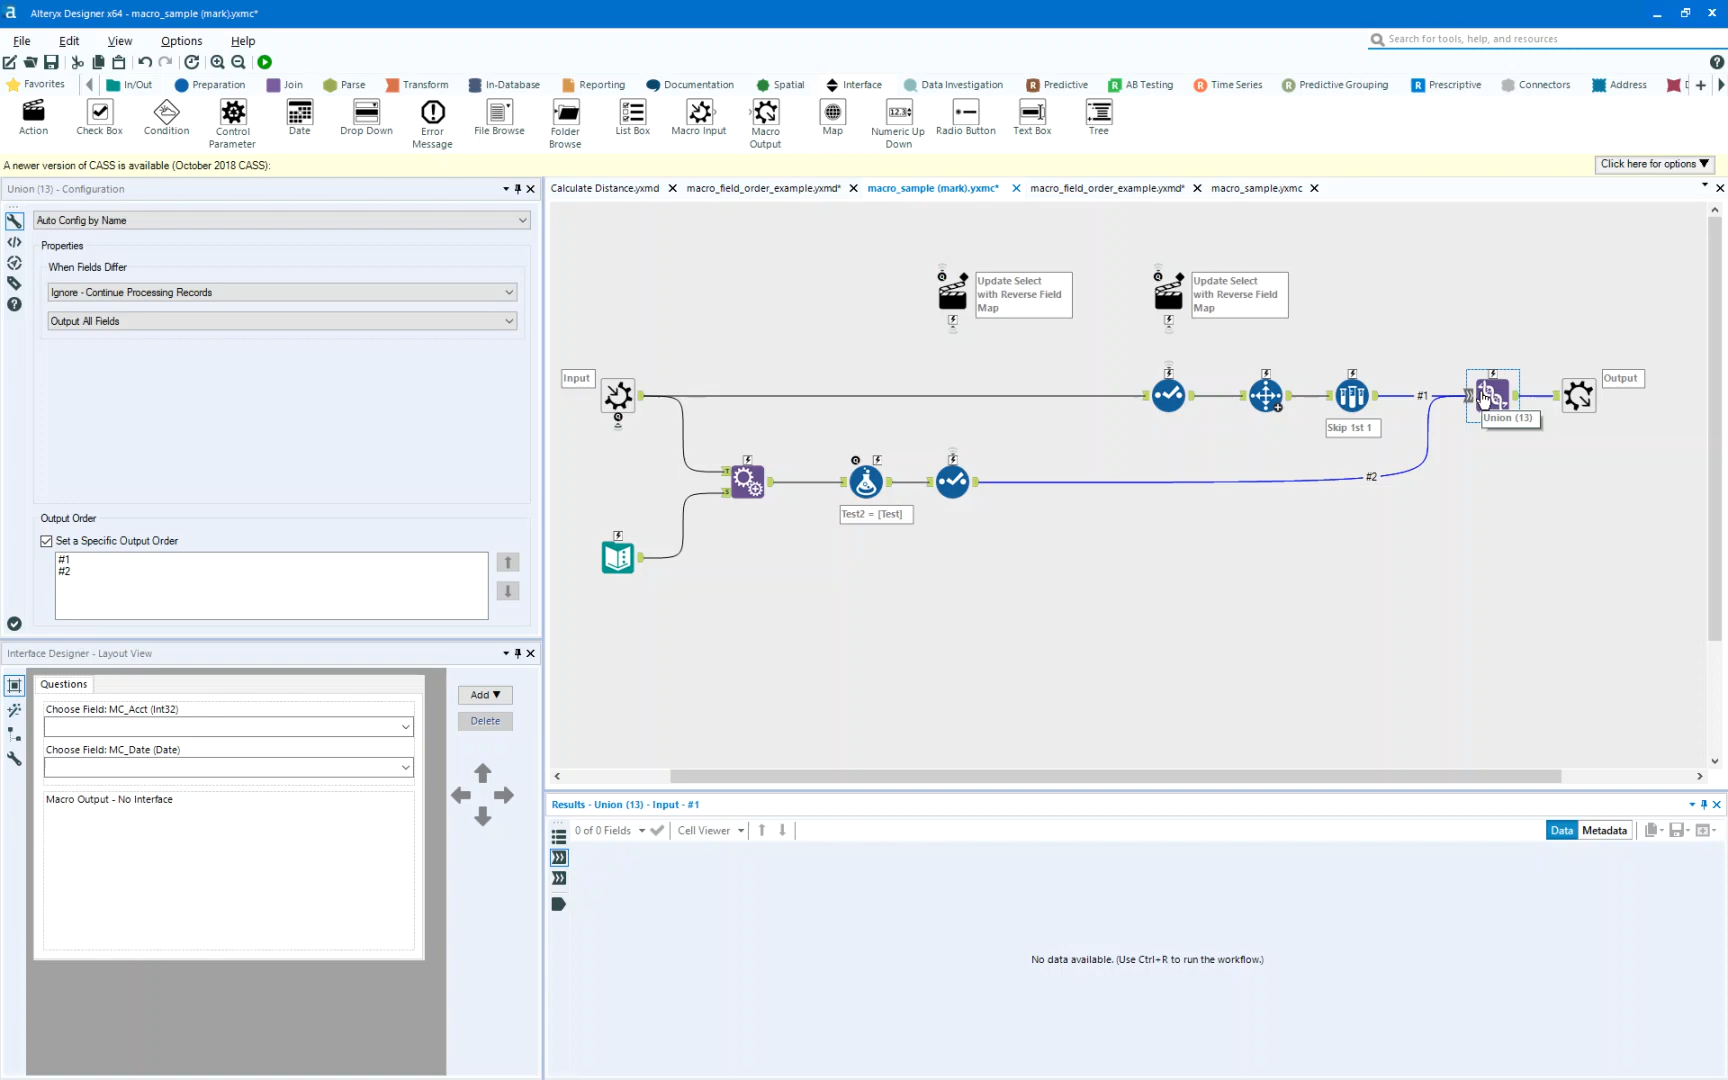 a Alteryx Designer x64 - macro_sample (mark).yxmc*
File Edit View Options Help
Search for tools, help, and resources
Favorites In/Out Preparation Join Parse Transform In-Database Reporting Documentation Spatial Interface Data Investigation Predictive AB Testing Time Series Predictive Grouping Prescriptive Connectors Address
Action
Check Box
Condition
Control
Parameter
Date
Drop Down
Error
Message
File Browse
Folder
Browse
List Box
Macro Input
Macro
Output
Map
Numeric Up
Down
Radio Button
Text Box
Tree
A newer version of CASS is available (October 2018 CASS):
Click here for options ▼
Union (13) - Configuration
Calculate Distance.yxmd
macro_field_order_example.yxmd*
macro_sample (mark).yxmc*
macro_field_order_example.yxmd*
macro_sample.yxmc
Auto Config by Name
Properties
When Fields Differ
Ignore - Continue Processing Records
Output All Fields
Output Order
Set a Specific Output Order
#1
#2
Update Select
with Reverse Field
Map
Update Select
with Reverse Field
Map
Input
#1
Output
Union (13)
Skip 1st 1
#2
Test2 = [Test]
Interface Designer - Layout View
Questions
Add ▼
Delete
Choose Field: MC_Acct (Int32)
Choose Field: MC_Date (Date)
Macro Output - No Interface
Results - Union (13) - Input - #1
0 of 0 Fields
Cell Viewer
Data
Metadata
No data available. (Use Ctrl+R to run the workflow.)